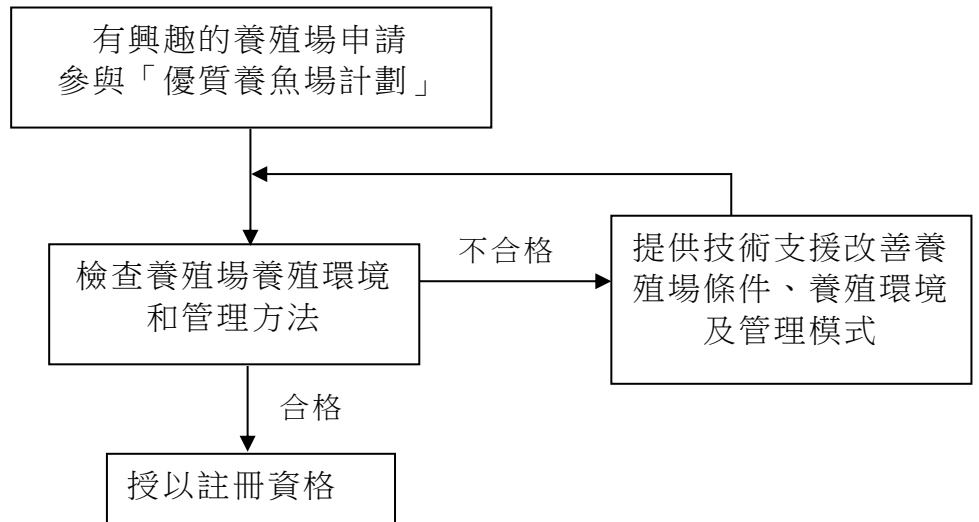 有興趣的養殖場申請
參與「優質養魚場計劃」
檢查養殖場養殖環境
和管理方法
不合格
提供技術支援改善養
殖場條件、養殖環境
及管理模式
合格
授以註冊資格